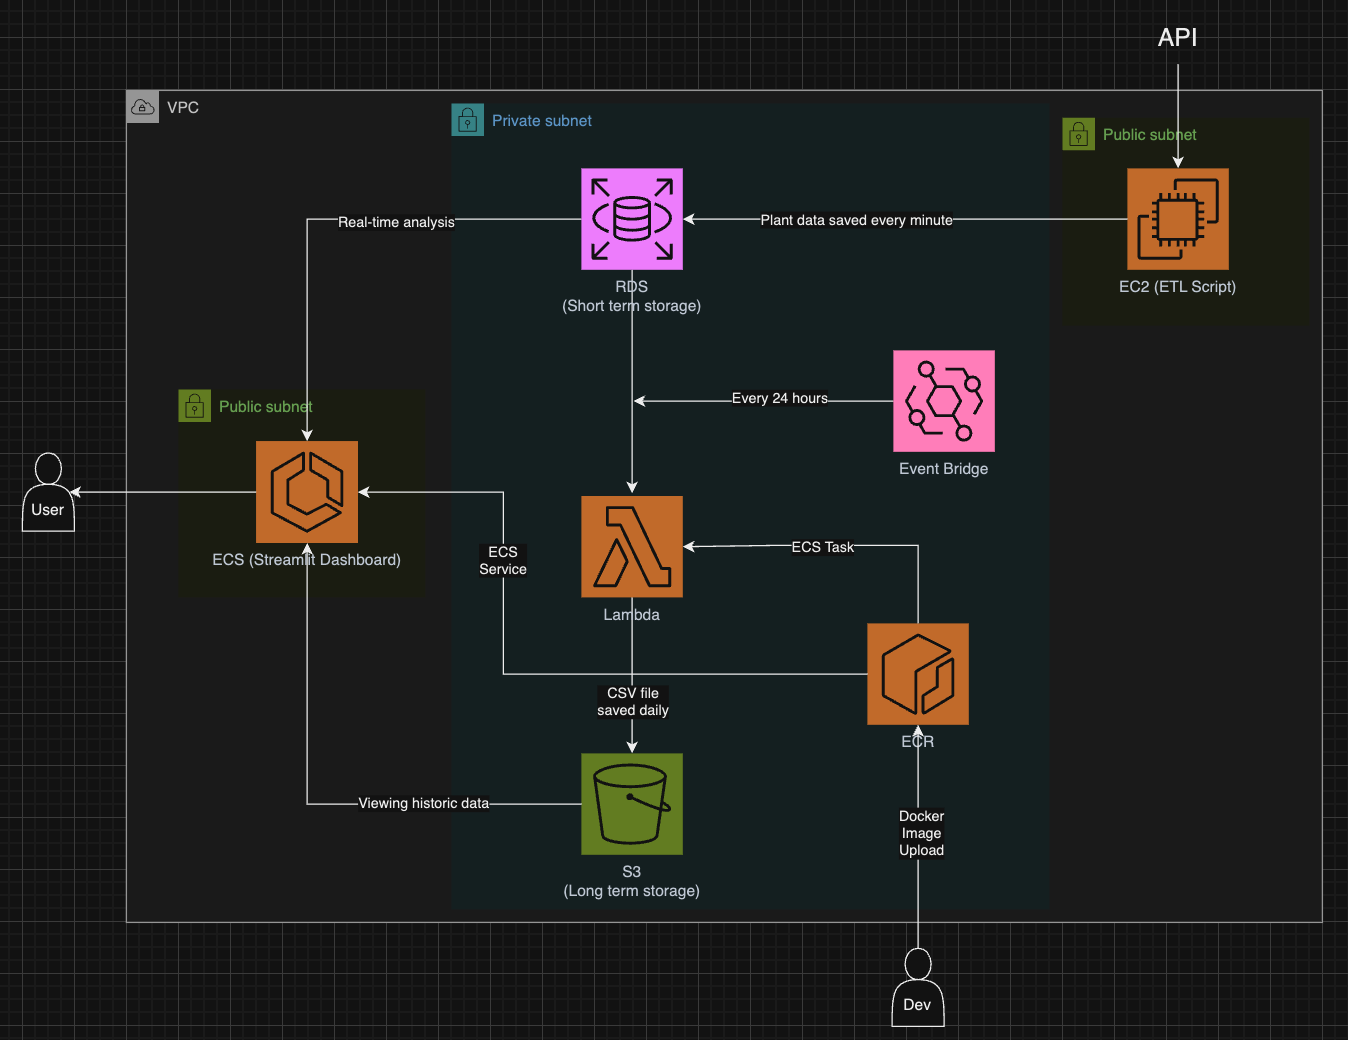 API
VPC
Private subnet
Public subnet
Real-time analysis
Plant data saved every minute
RDS
(Short term storage)
EC2 (ETL Script)
Every 24 hours
Event Bridge
Public subnet
User
ECS (Streamlit Dashboard)
ECS
Service
ECS Task
Lambda
CSV file
saved daily
ECR
Viewing historic data
Docker
Image
Upload
S3
(Long term storage)
Dev